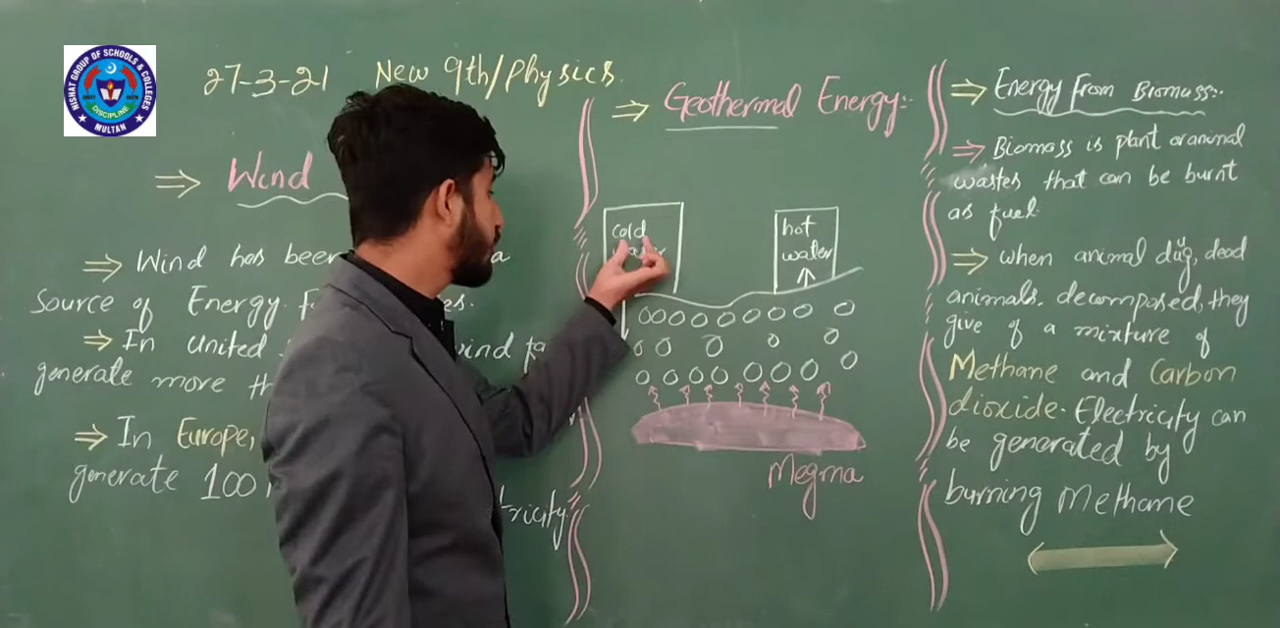 NISHAT GROUP OF SCHOOLS & COLLEGES
DISCIPLINE
MULTAN
27-3-21 New 9th/Physics.
⇒ Wind
⇒ Wind has been a
Source of Energy
⇒ In united
generate more
⇒ In Europe,
generate 100
⇒ Geothermal Energy:-
cold
water
hot
water
Megma
⇒ Energy from Biomass:-
⇒ Biomass is plant or animal
wastes that can be burnt
as fuel.
⇒ when animal dug, dead
animals. decomposed, they
give of a mixture of
Methane and Carbon
dioxide. Electricity can
be generated by
burning Methane